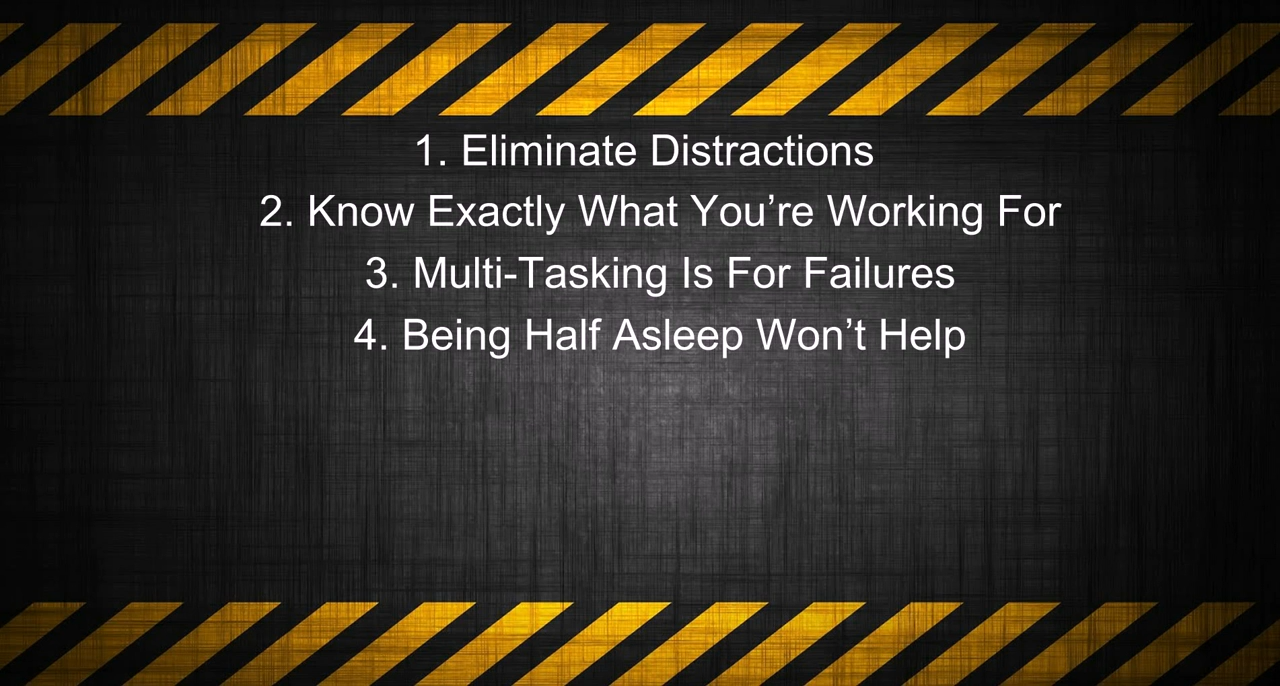 1. Eliminate Distractions
2. Know Exactly What You’re Working For
3. Multi-Tasking Is For Failures
4. Being Half Asleep Won’t Help